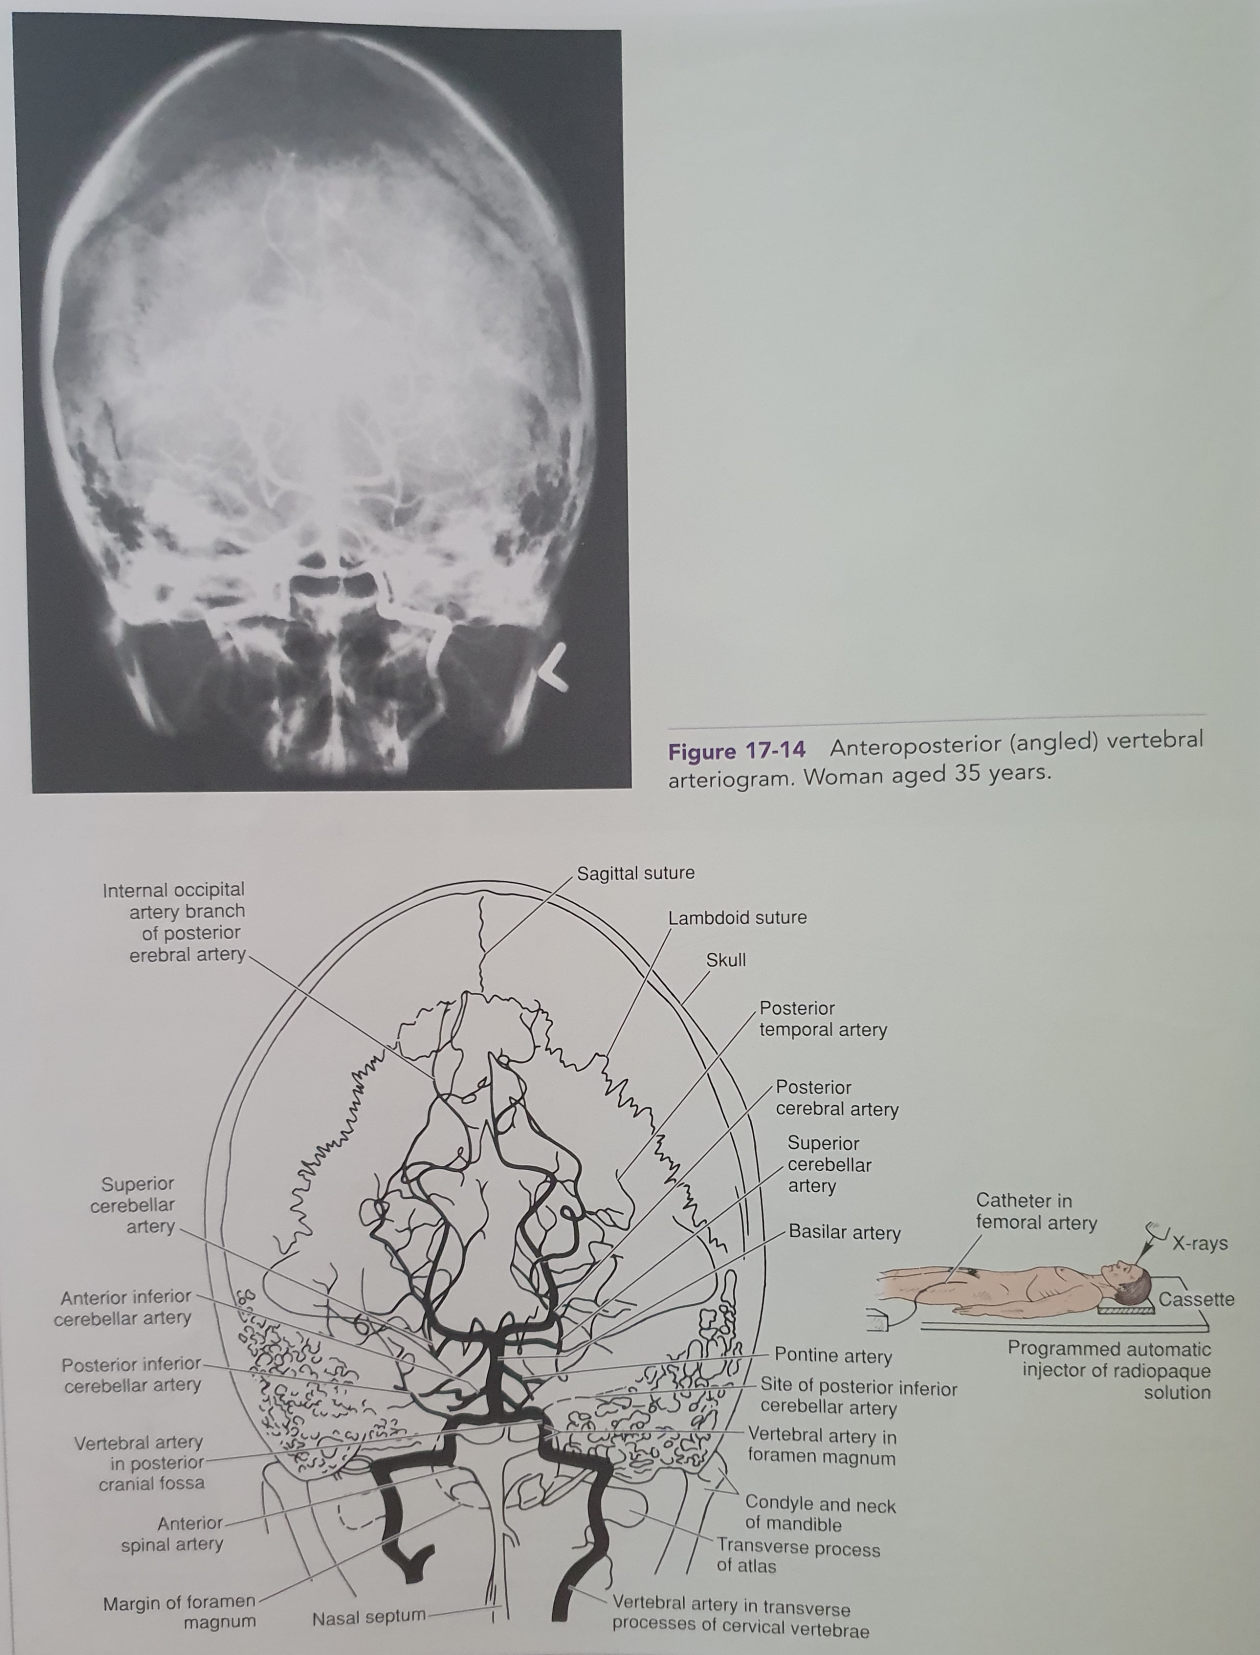 L
Figure 17-14 Anteroposterior (angled) vertebral
arteriogram. Woman aged 35 years.
Internal occipital
artery branch
of posterior
erebral artery
Sagittal suture
Lambdoid suture
Skull
Posterior
temporal artery
Posterior
cerebral artery
Superior
cerebellar
artery
Basilar artery
Superior
cerebellar
artery
Anterior inferior
cerebellar artery
Posterior inferior
cerebellar artery
Pontine artery
Site of posterior inferior
cerebellar artery
Vertebral artery
in posterior
cranial fossa
Vertebral artery in
foramen magnum
Condyle and neck
of mandible
Anterior
spinal artery
Transverse process
of atlas
Margin of foramen
magnum
Nasal septum
Vertebral artery in transverse
processes of cervical vertebrae
Catheter in
femoral artery
X-rays
Cassette
Programmed automatic
injector of radiopaque
solution